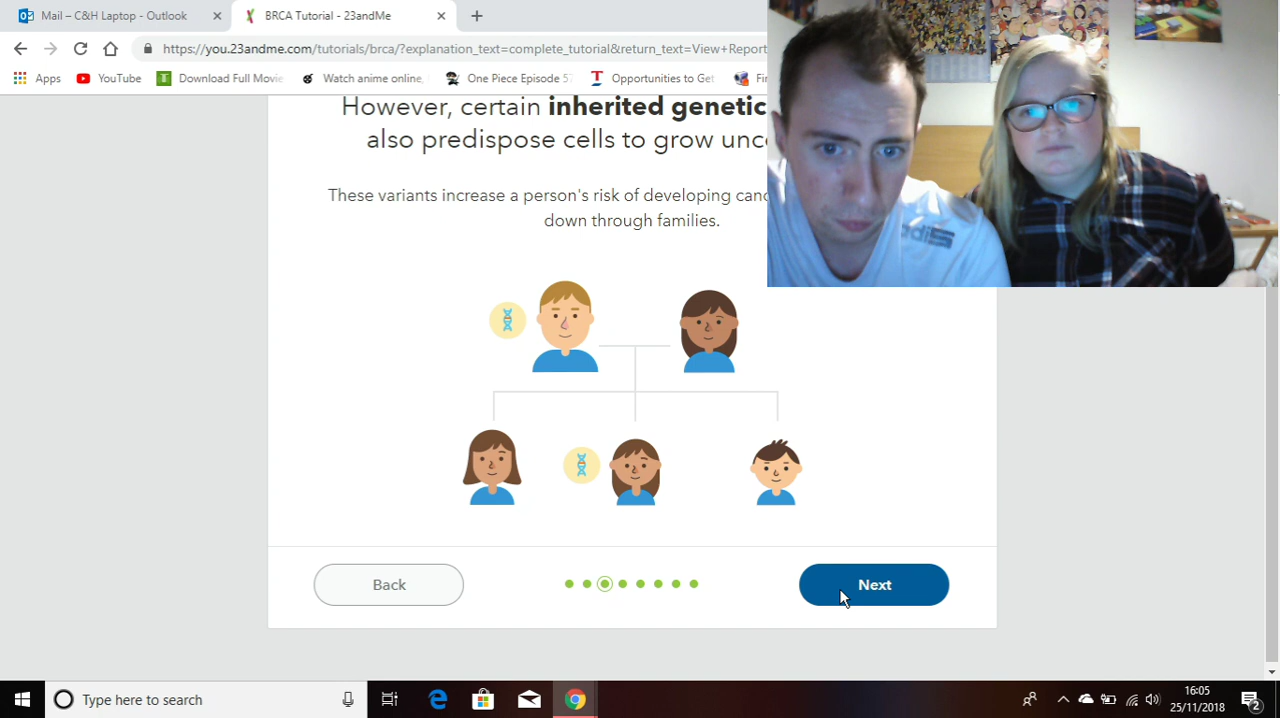 Mail – C&H Laptop - Outlook
BRCA Tutorial - 23andMe
https://you.23andme.com/tutorials/brca/?explanation_text=complete_tutorial&return_text=View+Report
Apps
YouTube
Download Full Movie
Watch anime online,
One Piece Episode 57
Opportunities to Get
However, certain inherited genetic
also predispose cells to grow
These variants increase a person's risk of developing
down through families.
Back
Next
Type here to search
16:05
25/11/2018
2